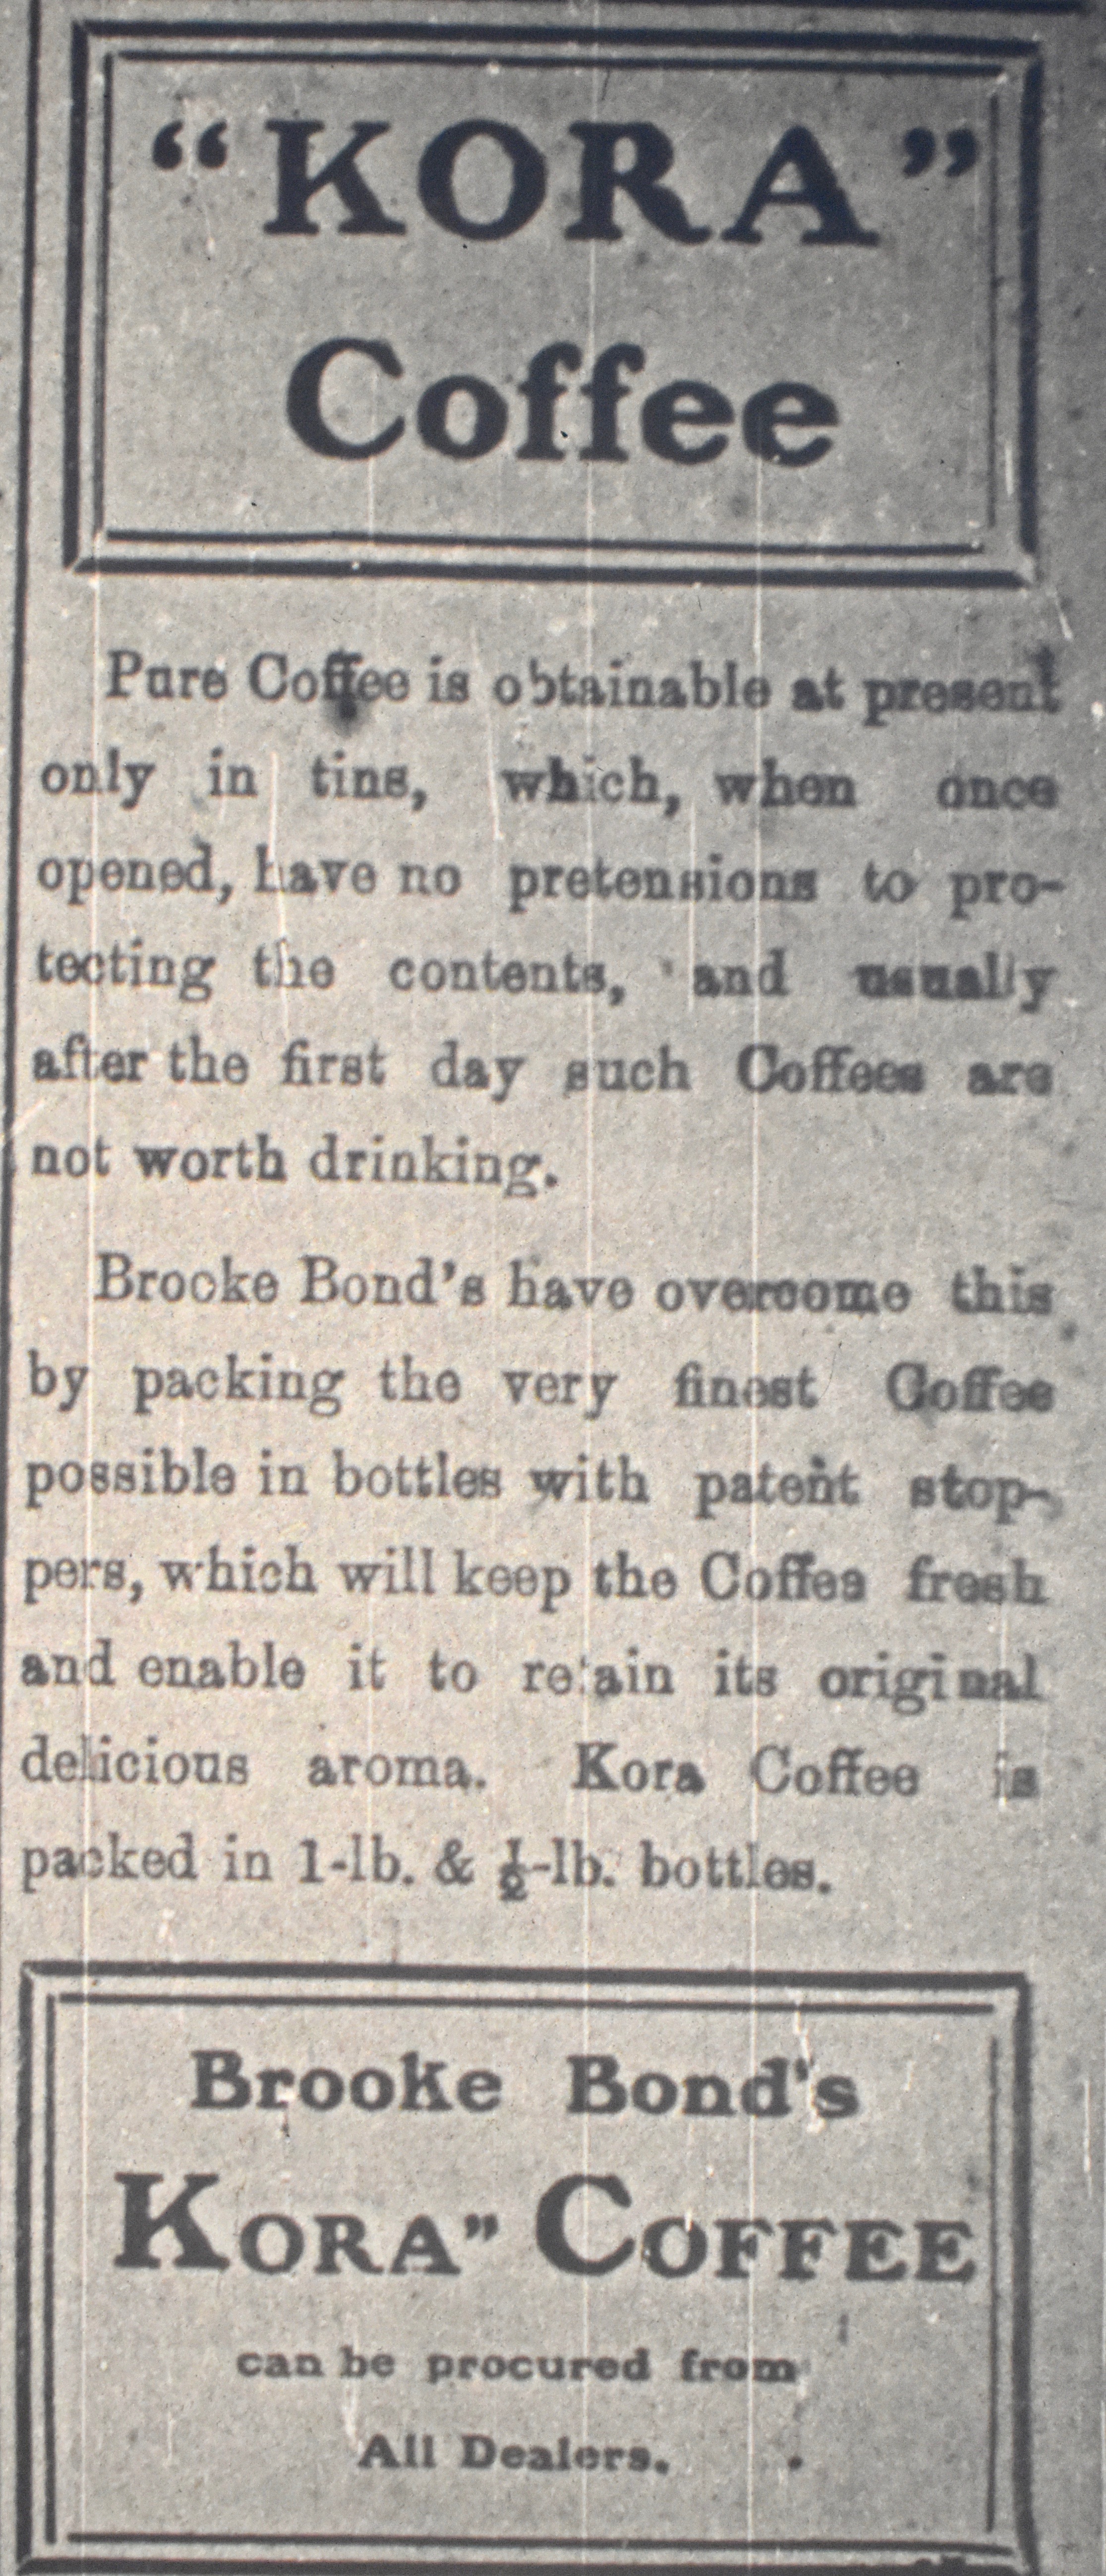 “KORA”
Coffee
Pure Coffee is obtainable at present
only in tins, which, when once
opened, have no pretensions to pro-
tecting the contents, and usually
after the first day such Coffees are
not worth drinking.
Brooke Bond's have overcome this
by packing the very finest Coffee
possible in bottles with patent stop-
pers, which will keep the Coffee fresh
and enable it to retain its original
delicious aroma. Kora Coffee is
packed in 1-lb. & ½-lb. bottles.
Brooke Bond's
KORA” COFFEE
can be procured from
All Dealers.